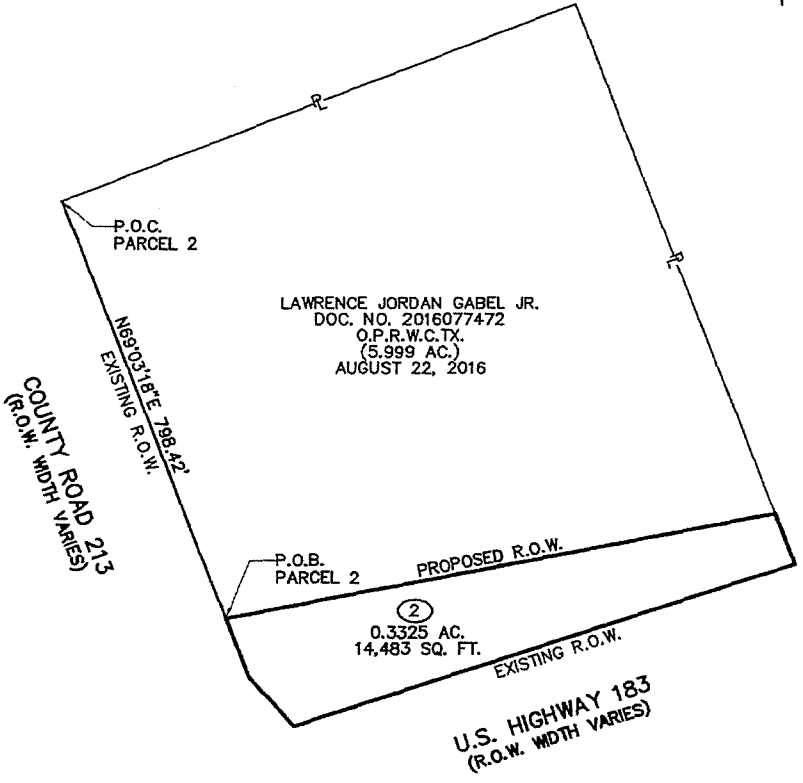 P.O.C.
PARCEL 2
LAWRENCE JORDAN GABEL JR.
DOC. NO. 2016077472
O.P.R.W.C.TX.
(5.999 AC.)
AUGUST 22, 2016
N69°03'18"E 798.42'
EXISTING R.O.W.
COUNTY ROAD 213
(R.O.W. WIDTH VARIES)
P.O.B.
PARCEL 2
PROPOSED R.O.W.
2
0.3325 AC.
14,483 SQ. FT.
EXISTING R.O.W.
U.S. HIGHWAY 183
(R.O.W. WIDTH VARIES)